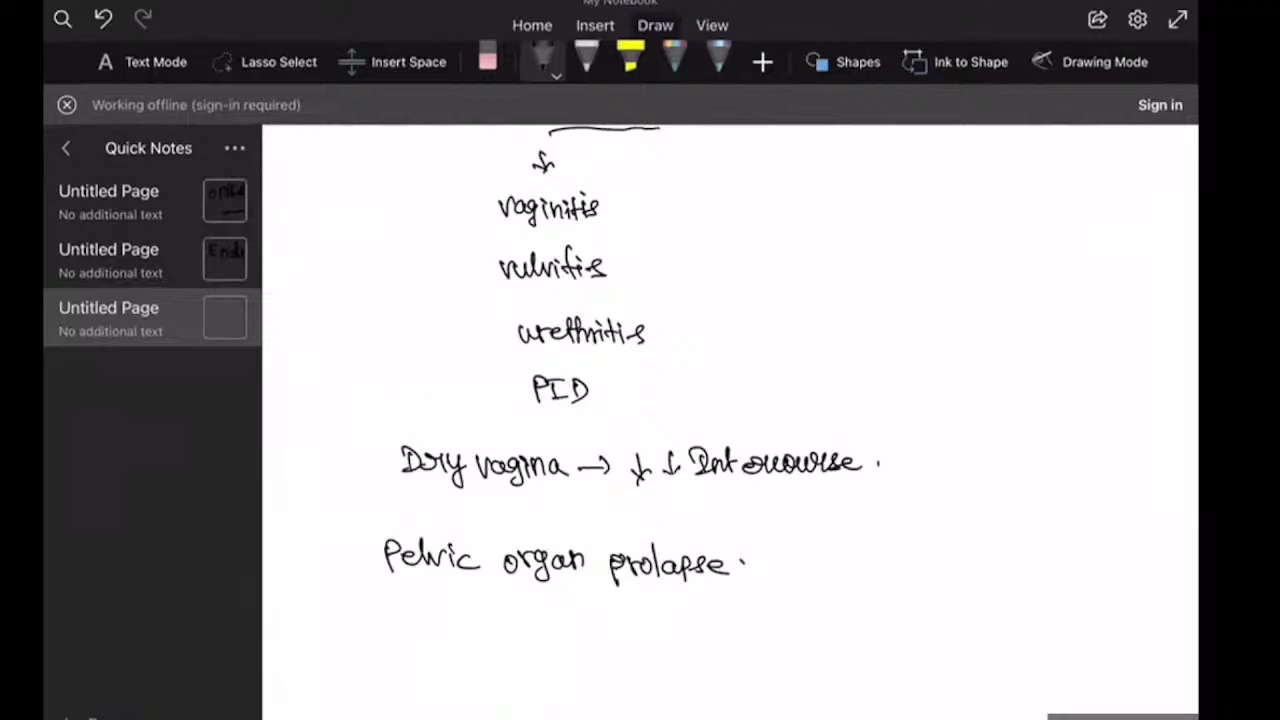 My Notebook
Home Insert Draw View
Text Mode Lasso Select Insert Space Shapes Ink to Shape Drawing Mode
Working offline (sign-in required) Sign in
Quick Notes
Untitled Page
No additional text
Untitled Page
No additional text
Untitled Page
No additional text
vaginitis
vulvitis
urethritis
PID
Dry vagina → ↓ ↓ Intercourse.
Pelvic organ prolapse.